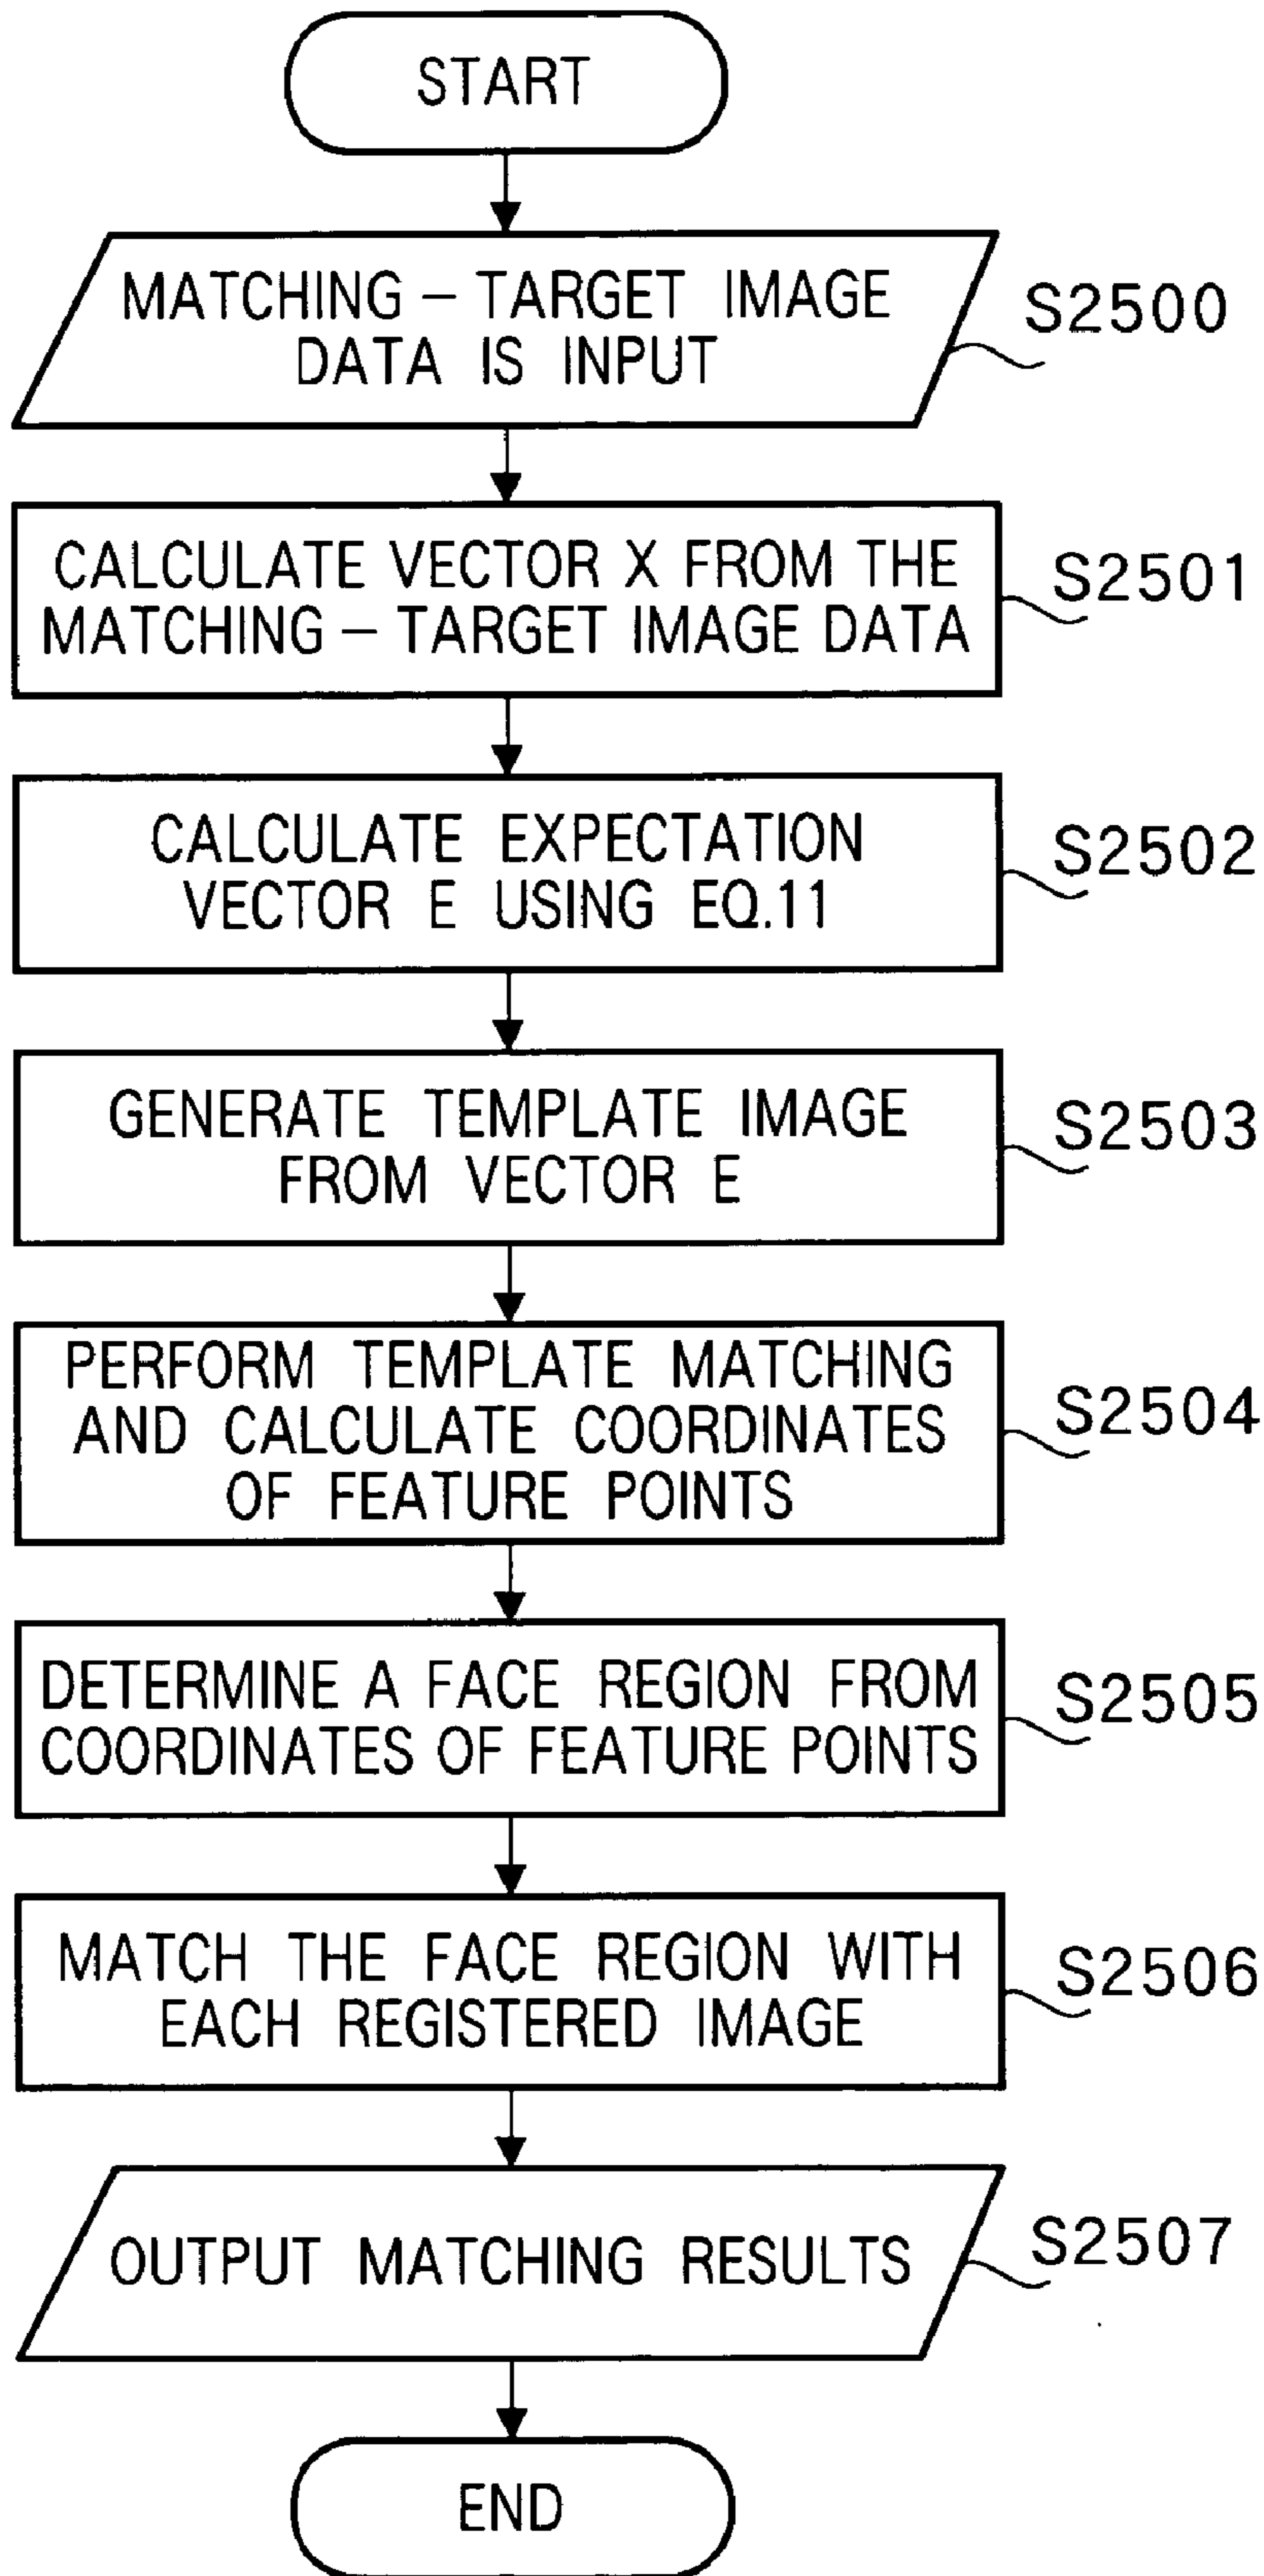 START
MATCHING – TARGET IMAGE
DATA IS INPUT
S2500
CALCULATE VECTOR X FROM THE
MATCHING – TARGET IMAGE DATA
S2501
CALCULATE EXPECTATION
VECTOR E USING EQ.11
S2502
GENERATE TEMPLATE IMAGE
FROM VECTOR E
S2503
PERFORM TEMPLATE MATCHING
AND CALCULATE COORDINATES
OF FEATURE POINTS
S2504
DETERMINE A FACE REGION FROM
COORDINATES OF FEATURE POINTS
S2505
MATCH THE FACE REGION WITH
EACH REGISTERED IMAGE
S2506
OUTPUT MATCHING RESULTS
S2507
END